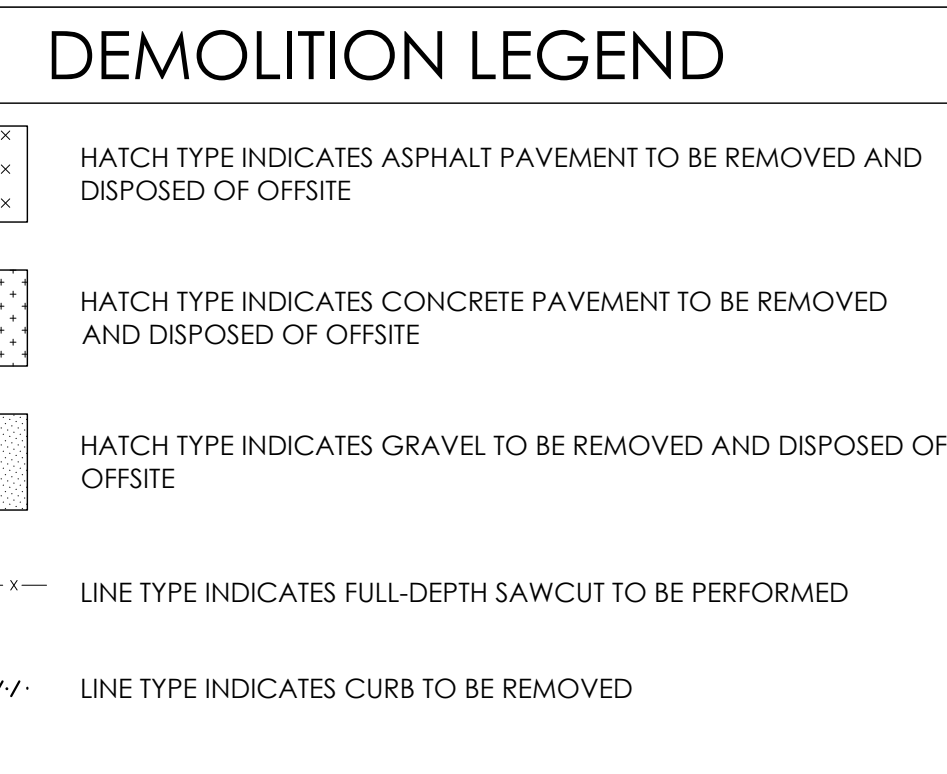 DEMOLITION LEGEND
HATCH TYPE INDICATES ASPHALT PAVEMENT TO BE REMOVED AND
DISPOSED OF OFFSITE
HATCH TYPE INDICATES CONCRETE PAVEMENT TO BE REMOVED
AND DISPOSED OF OFFSITE
HATCH TYPE INDICATES GRAVEL TO BE REMOVED AND DISPOSED OF
OFFSITE
X
LINE TYPE INDICATES FULL-DEPTH SAWCUT TO BE PERFORMED
LINE TYPE INDICATES CURB TO BE REMOVED